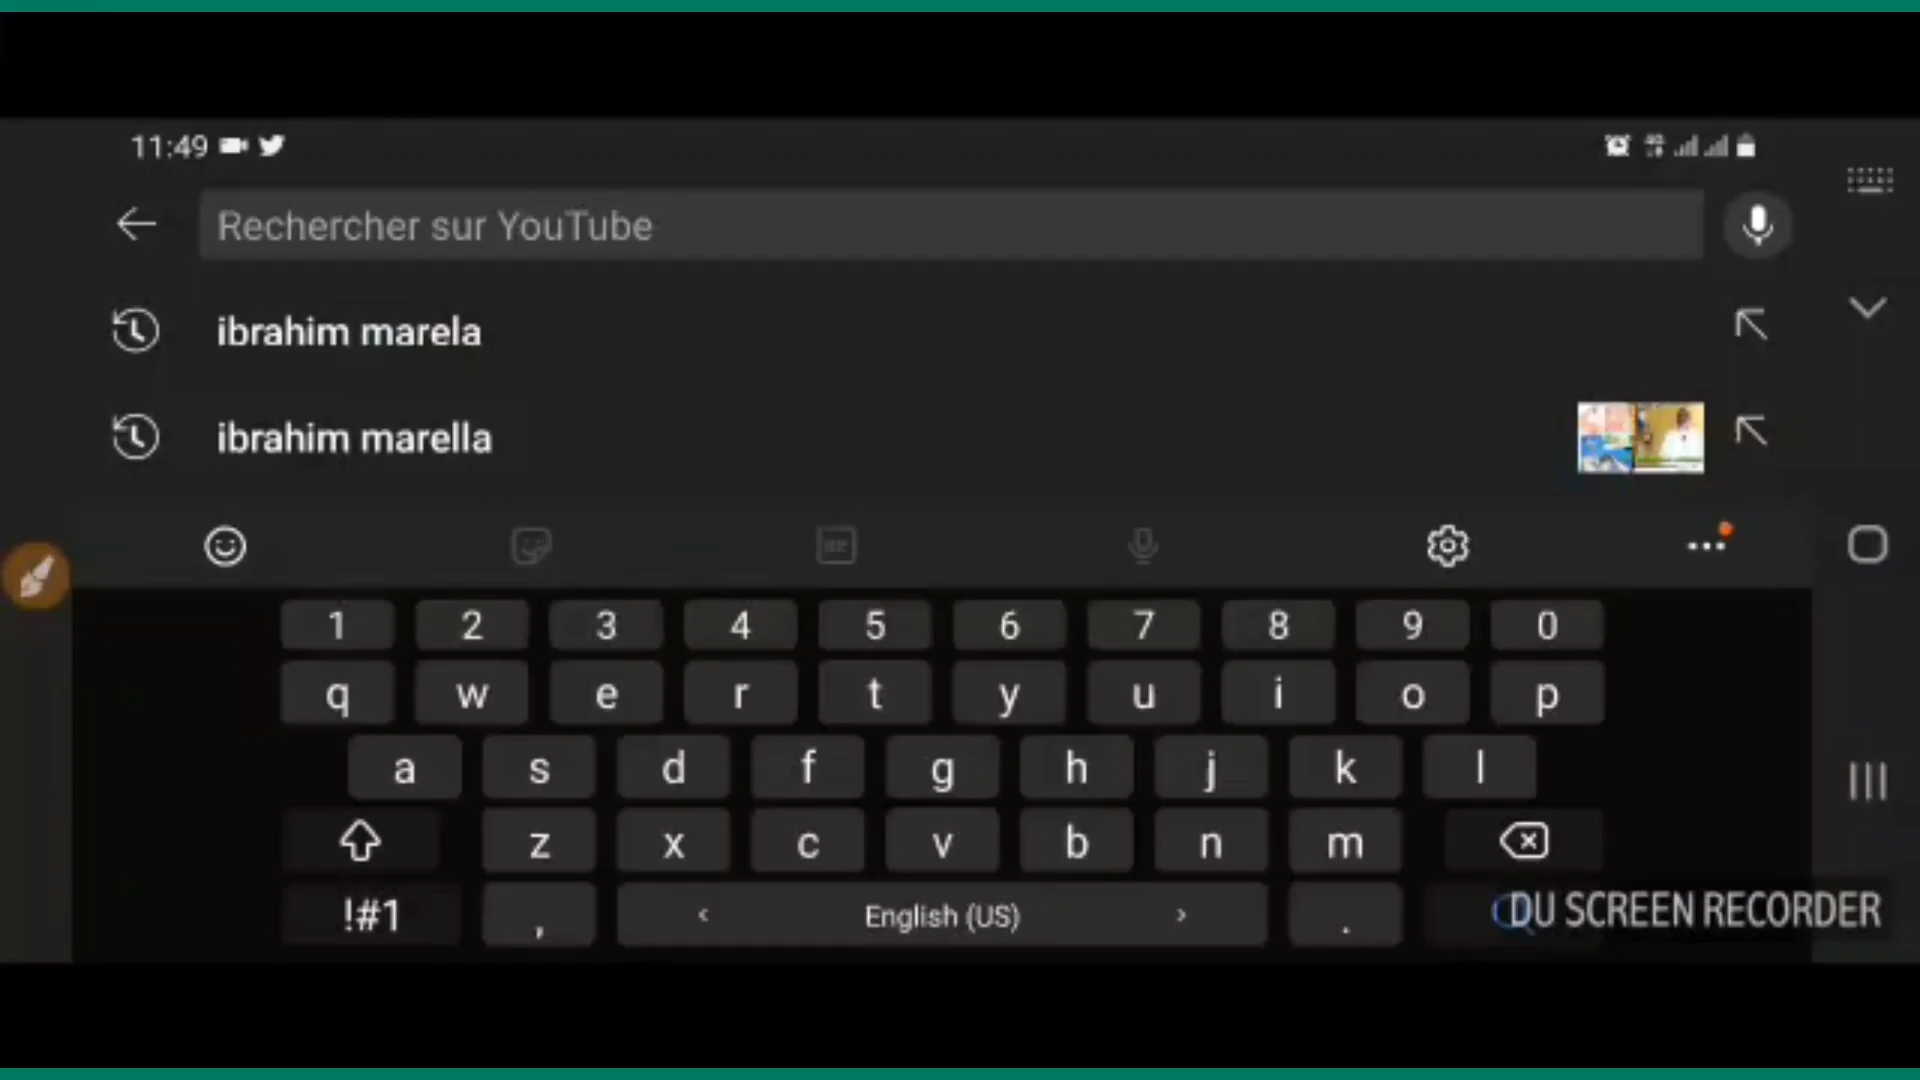 11:49
Rechercher sur YouTube
ibrahim marela
ibrahim marella
1 2 3 4 5 6 7 8 9 0
q w e r t y u i o p
a s d f g h j k l
z x c v b n m
!#1 , < English (US) > .
DU SCREEN RECORDER